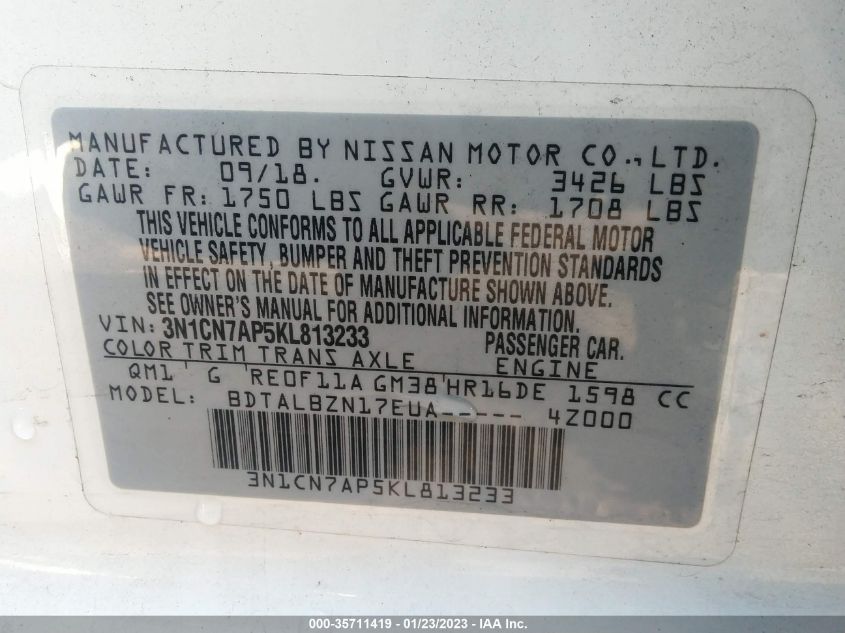 MANUFACTURED BY NISSAN MOTOR CO., LTD.
DATE: 09/18. GVWR: 3426 LBS
GAWR FR: 1750 LBS GAWR RR: 1708 LBS
THIS VEHICLE CONFORMS TO ALL APPLICABLE FEDERAL MOTOR
VEHICLE SAFETY, BUMPER AND THEFT PREVENTION STANDARDS
IN EFFECT ON THE DATE OF MANUFACTURE SHOWN ABOVE.
SEE OWNER'S MANUAL FOR ADDITIONAL INFORMATION.
VIN: 3N1CN7AP5KL813233 PASSENGER CAR.
COLOR TRIM TRANS AXLE ENGINE
QM1 G RE0F11A GM38 HR16DE 1598 CC
MODEL: BDTALBZN17EUA----- 4Z000
3N1CN7AP5KL813233
000-35711419 - 01/23/2023 - IAA Inc.